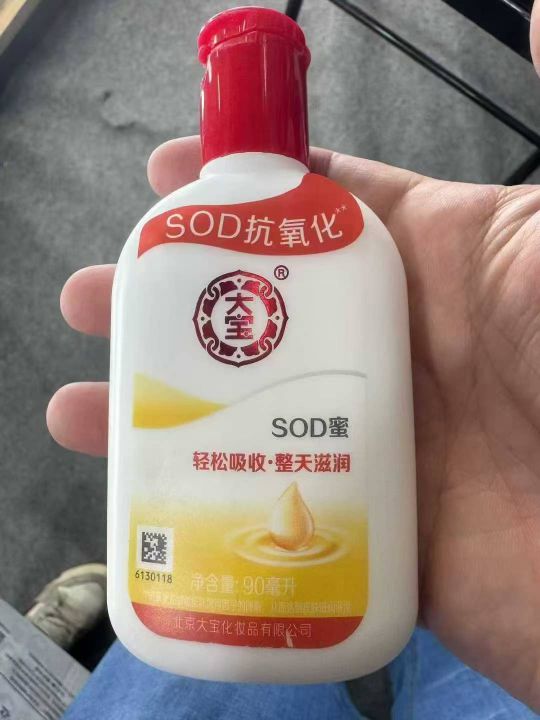 SOD抗氧化**
大宝®
SOD蜜
轻松吸收·整天滋润
6130118
净含量:90毫升
北京大宝化妆品有限公司